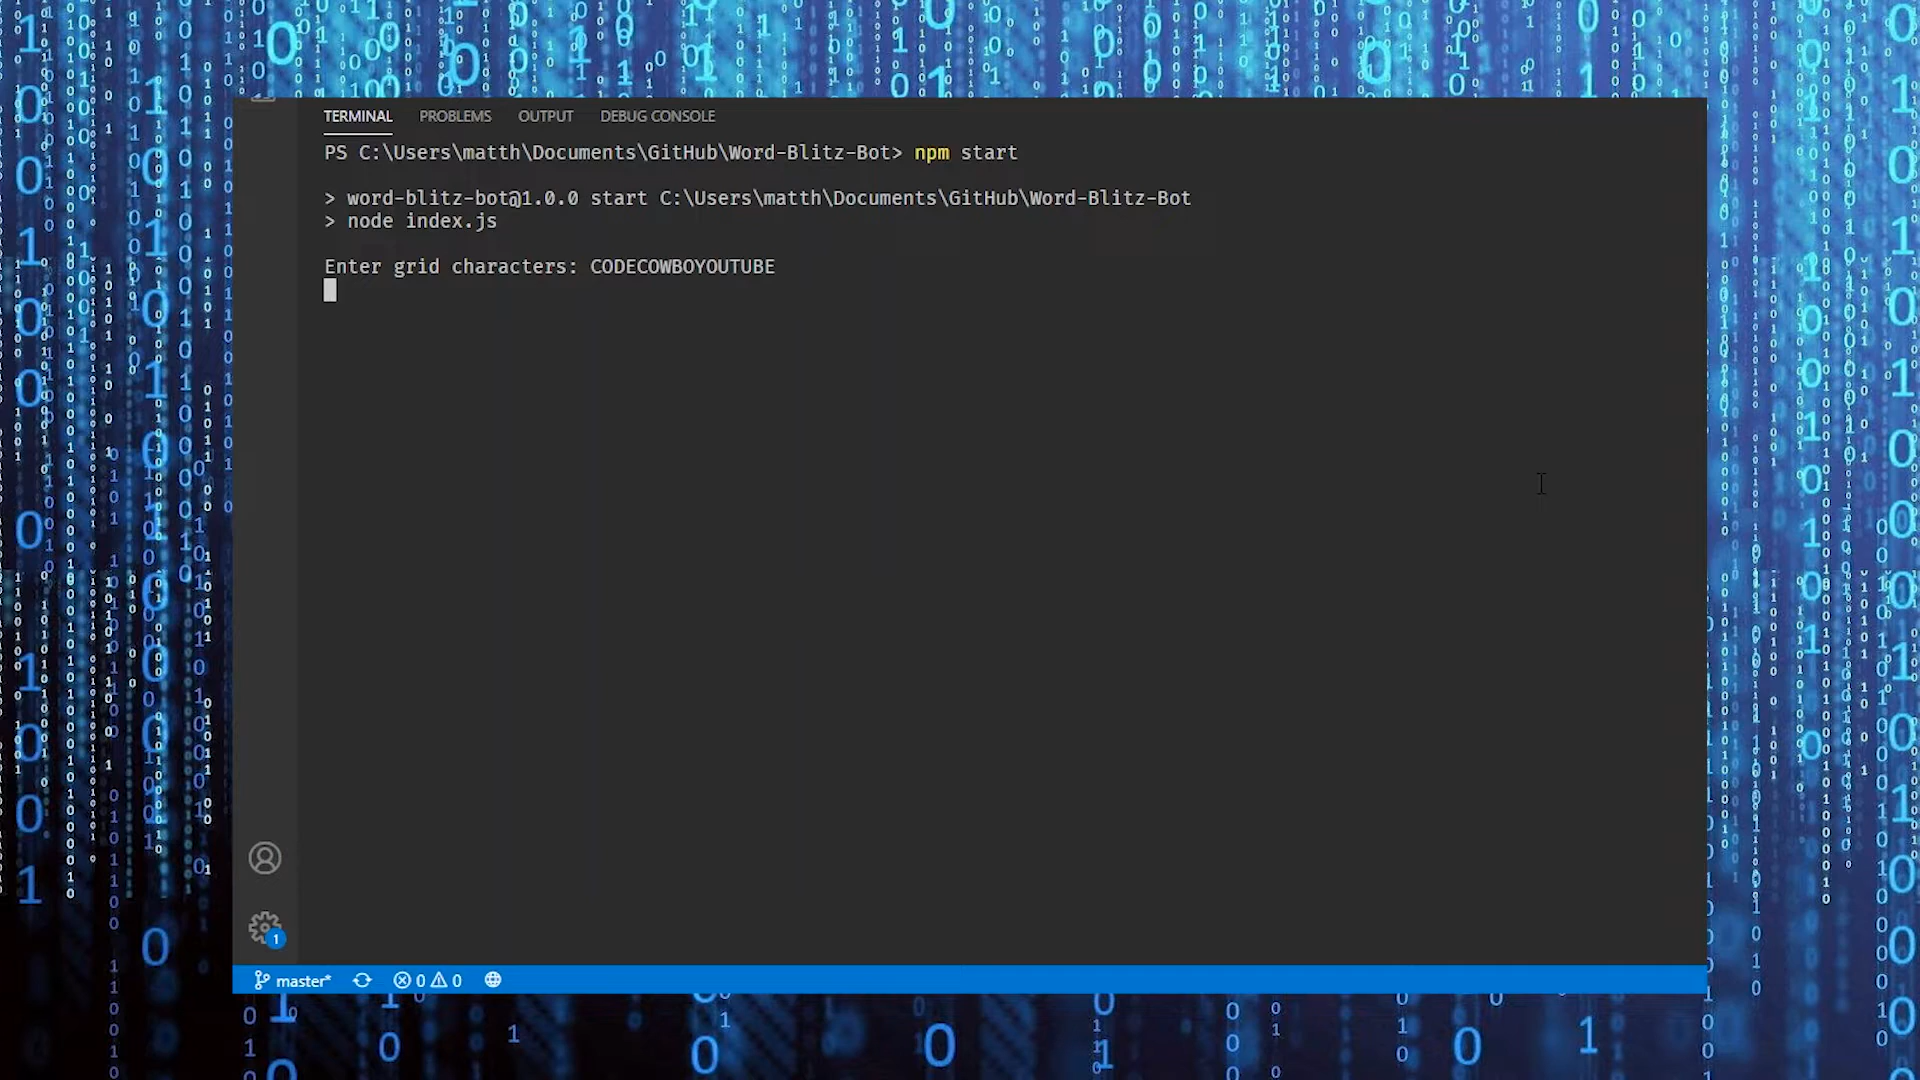 TERMINAL PROBLEMS OUTPUT DEBUG CONSOLE
PS C:\Users\matth\Documents\GitHub\Word-Blitz-Bot> npm start
> word-blitz-bot@1.0.0 start C:\Users\matth\Documents\GitHub\Word-Blitz-Bot
> node index.js
Enter grid characters: CODECOWBOYOUTUBE
1
master* 0 0